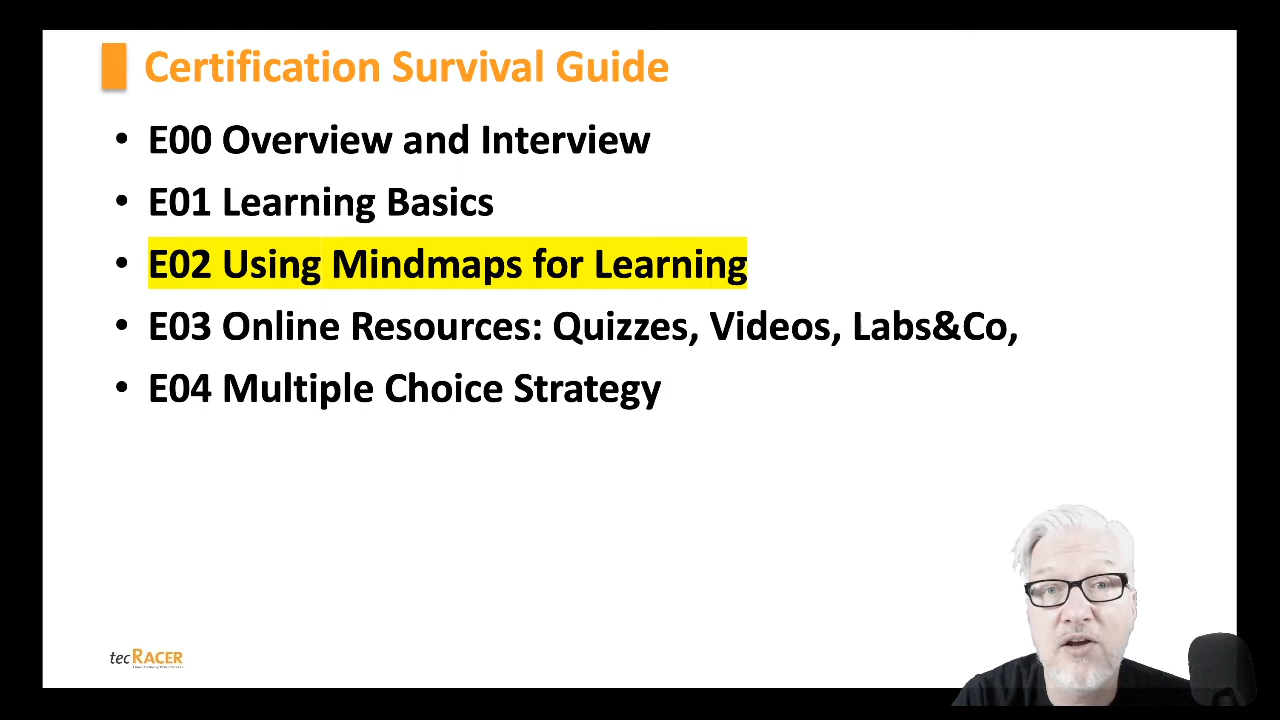 Certification Survival Guide
• E00 Overview and Interview
• E01 Learning Basics
• E02 Using Mindmaps for Learning
• E03 Online Resources: Quizzes, Videos, Labs&Co,
• E04 Multiple Choice Strategy
tecRACER